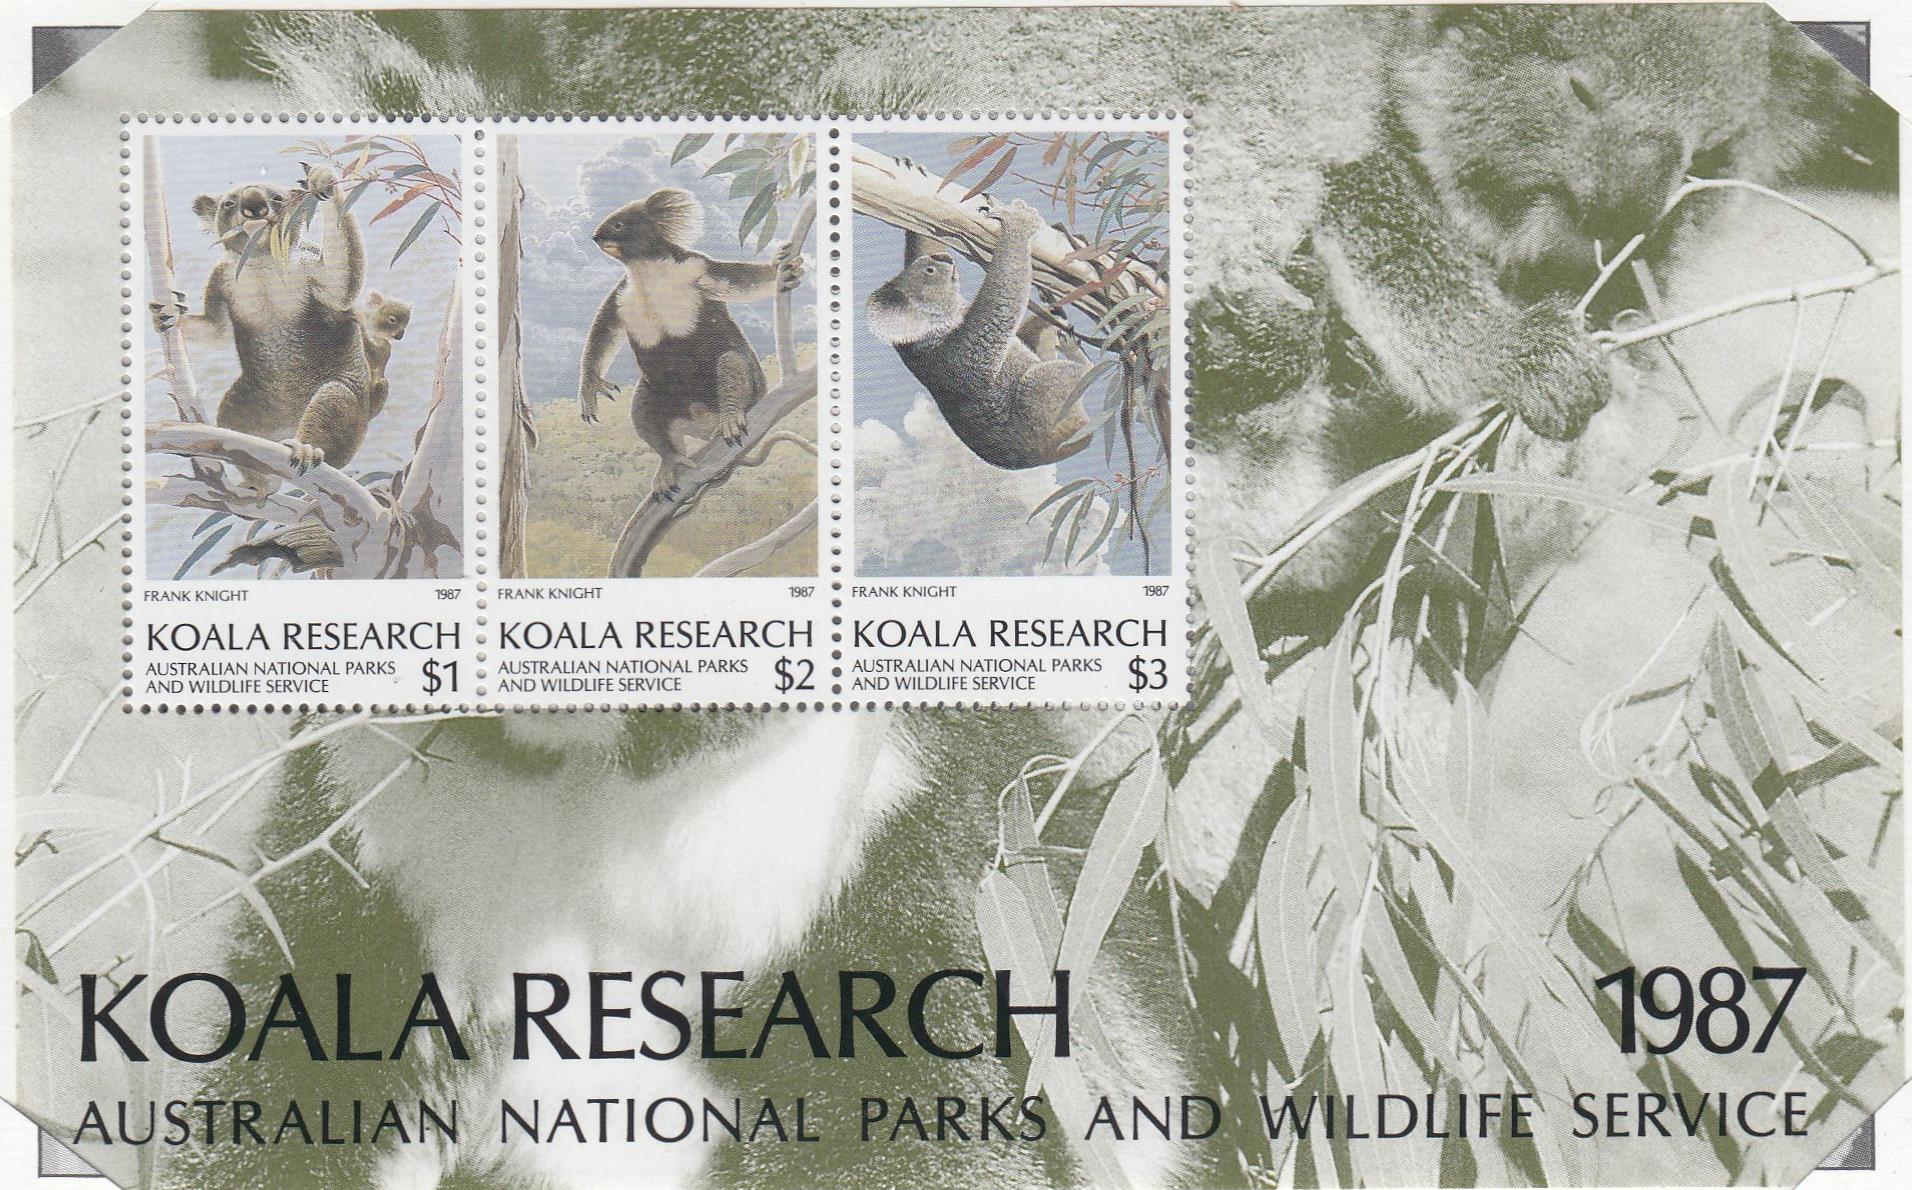 FRANK KNIGHT 1987
KOALA RESEARCH
AUSTRALIAN NATIONAL PARKS
AND WILDLIFE SERVICE $1
FRANK KNIGHT 1987
KOALA RESEARCH
AUSTRALIAN NATIONAL PARKS
AND WILDLIFE SERVICE $2
FRANK KNIGHT 1987
KOALA RESEARCH
AUSTRALIAN NATIONAL PARKS
AND WILDLIFE SERVICE $3
KOALA RESEARCH 1987
AUSTRALIAN NATIONAL PARKS AND WILDLIFE SERVICE